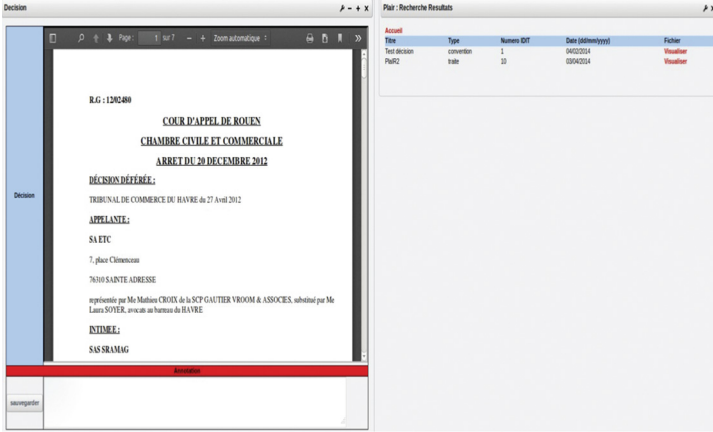 Decision
Décision
Page : 1 sur 7 − + Zoom automatique
R.G : 12/02480
COUR D'APPEL DE ROUEN
CHAMBRE CIVILE ET COMMERCIALE
ARRET DU 20 DECEMBRE 2012
DÉCISION DÉFÉRÉE :
TRIBUNAL DE COMMERCE DU HAVRE du 27 Avril 2012
APPELANTE :
SA ETC
7, place Clémenceau
76310 SAINTE ADRESSE
représentée par Me Mathieu CROIX de la SCP GAUTIER VROOM & ASSOCIES, substitué par Me
Laura SOYER, avocats au barreau du HAVRE
INTIMEE :
SAS SRAMAG
Annotation
sauvegarder
Plair : Recherche Resultats
Accueil
Titre Type Numero IDIT Date (dd/mm/yyyy) Fichier
Test décision convention 1 04/02/2014 Visualiser
PlaIR2 traite 10 03/04/2014 Visualiser